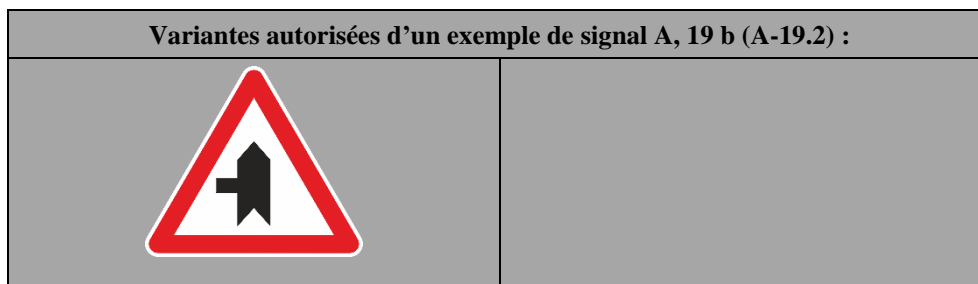 Variantes autorisées d’un exemple de signal A, 19 b (A-19.2) :